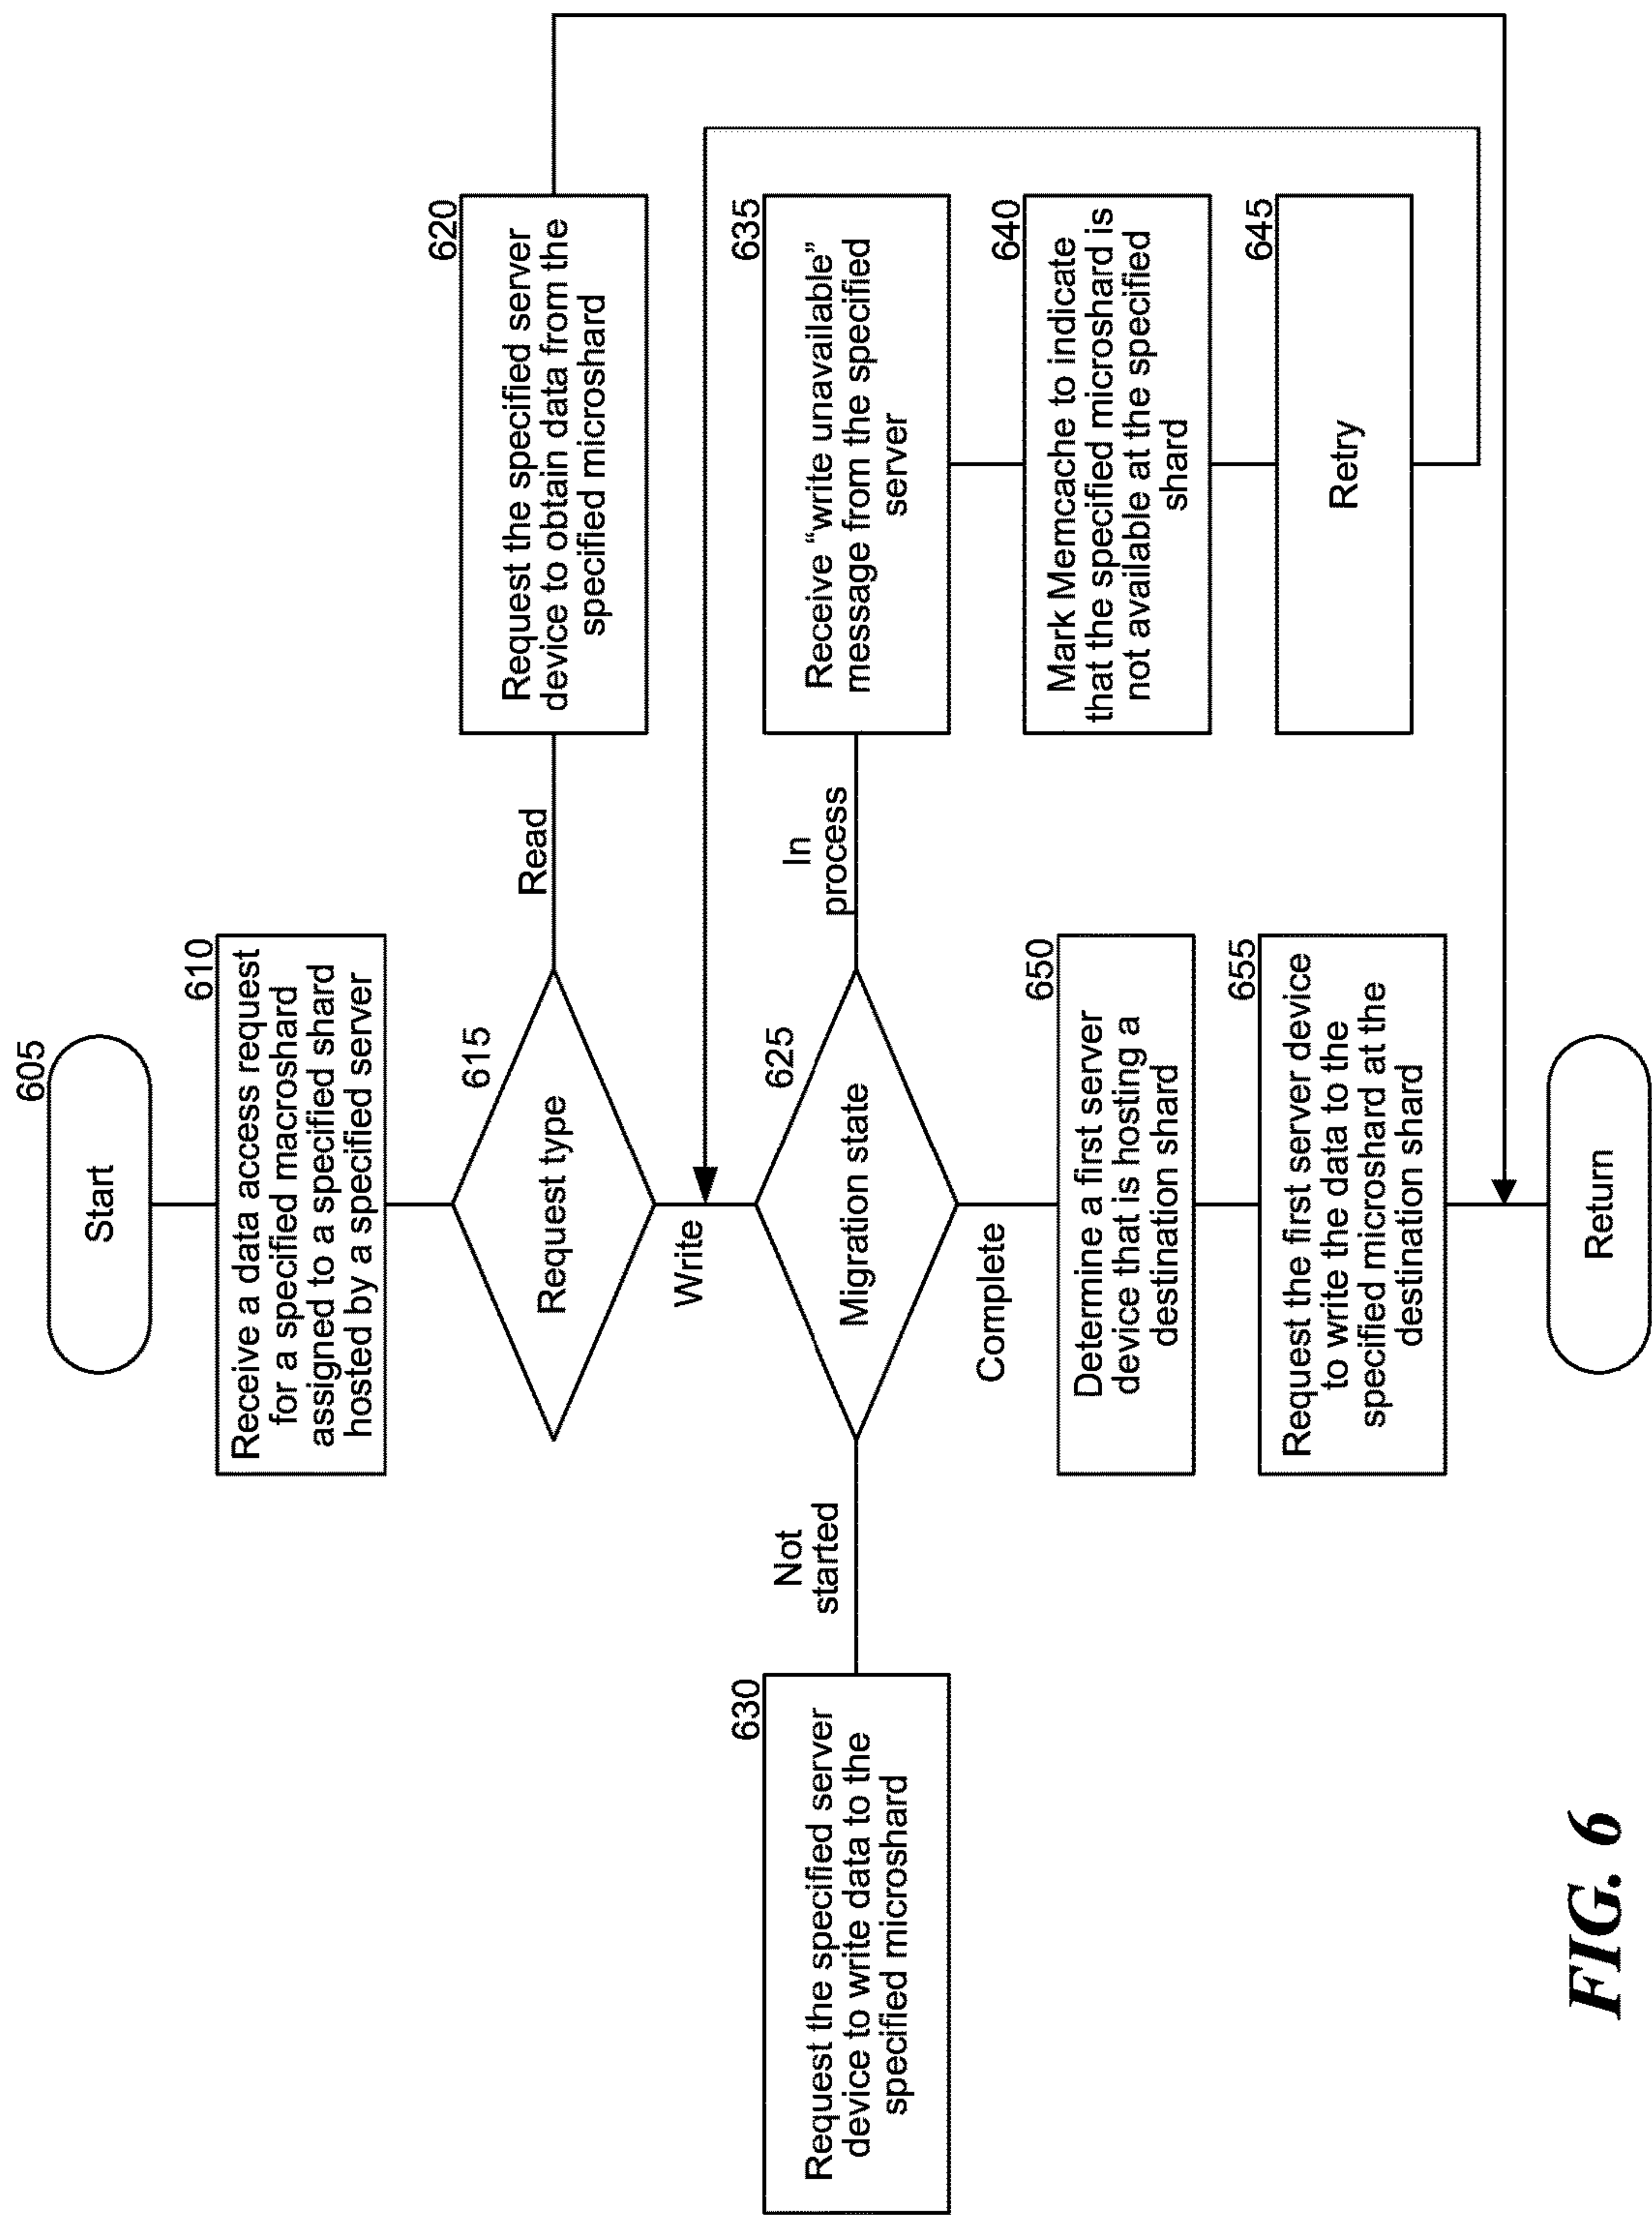 605
Start
610
Receive a data access request
for a specified macroshard
assigned to a specified shard
hosted by a specified server
615
Request type
Read
620
Request the specified server
device to obtain data from the
specified microshard
Write
625
Migration state
Not
started
630
Request the specified server
device to write data to the
specified microshard
In
process
635
Receive “write unavailable”
message from the specified
server
640
Mark Memcache to indicate
that the specified microshard is
not available at the specified
shard
645
Retry
Complete
650
Determine a first server
device that is hosting a
destination shard
655
Request the first server device
to write the data to the
specified microshard at the
destination shard
Return
FIG. 6